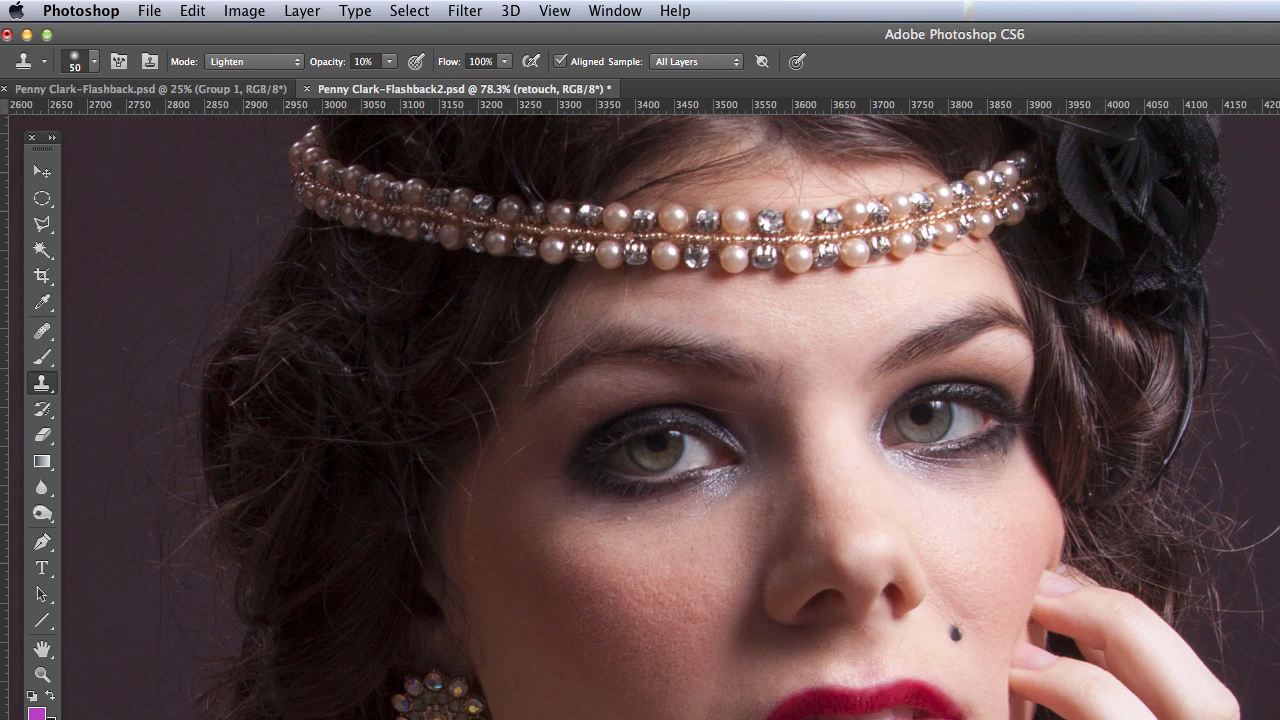 Photoshop File Edit Image Layer Type Select Filter 3D View Window Help
Adobe Photoshop CS6
50 Mode: Lighten Opacity: 10% Flow: 100% Aligned Sample: All Layers
Penny Clark-Flashback.psd @ 25% (Group 1, RGB/8*) Penny Clark-Flashback2.psd @ 78.3% (retouch, RGB/8*) *
2600 2650 2700 2750 2800 2850 2900 2950 3000 3050 3100 3150 3200 3250 3300 3350 3400 3450 3500 3550 3600 3650 3700 3750 3800 3850 3900 3950 4000 4050 4100 4150 420